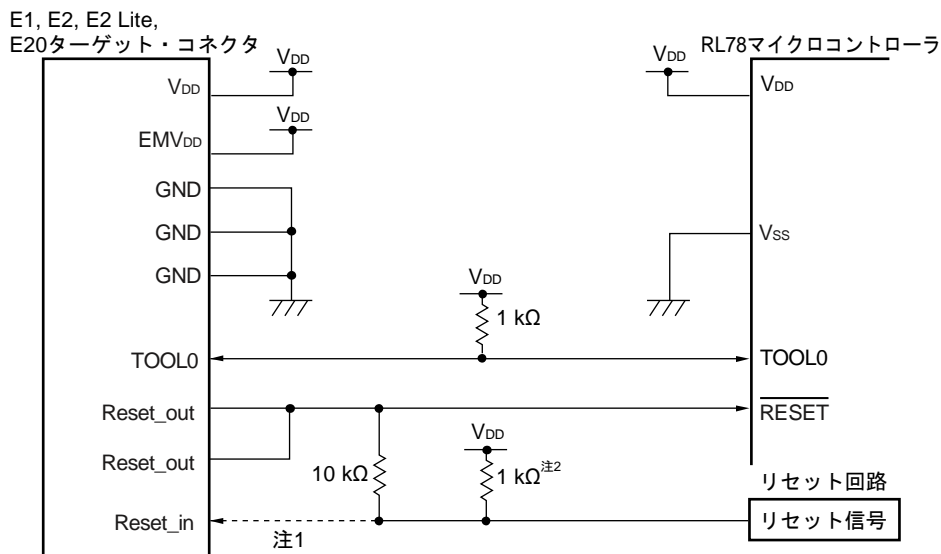 E1, E2, E2 Lite,
E20ターゲット・コネクタ
RL78マイクロコントローラ
VDD
VDD
VDD
VDD
VDD
EMVDD
GND
GND
VSS
GND
VDD
1 kΩ
TOOL0
TOOL0
Reset_out
RESET
VDD
Reset_out
10 kΩ
1 kΩ注2
リセット回路
Reset_in
注1
リセット信号